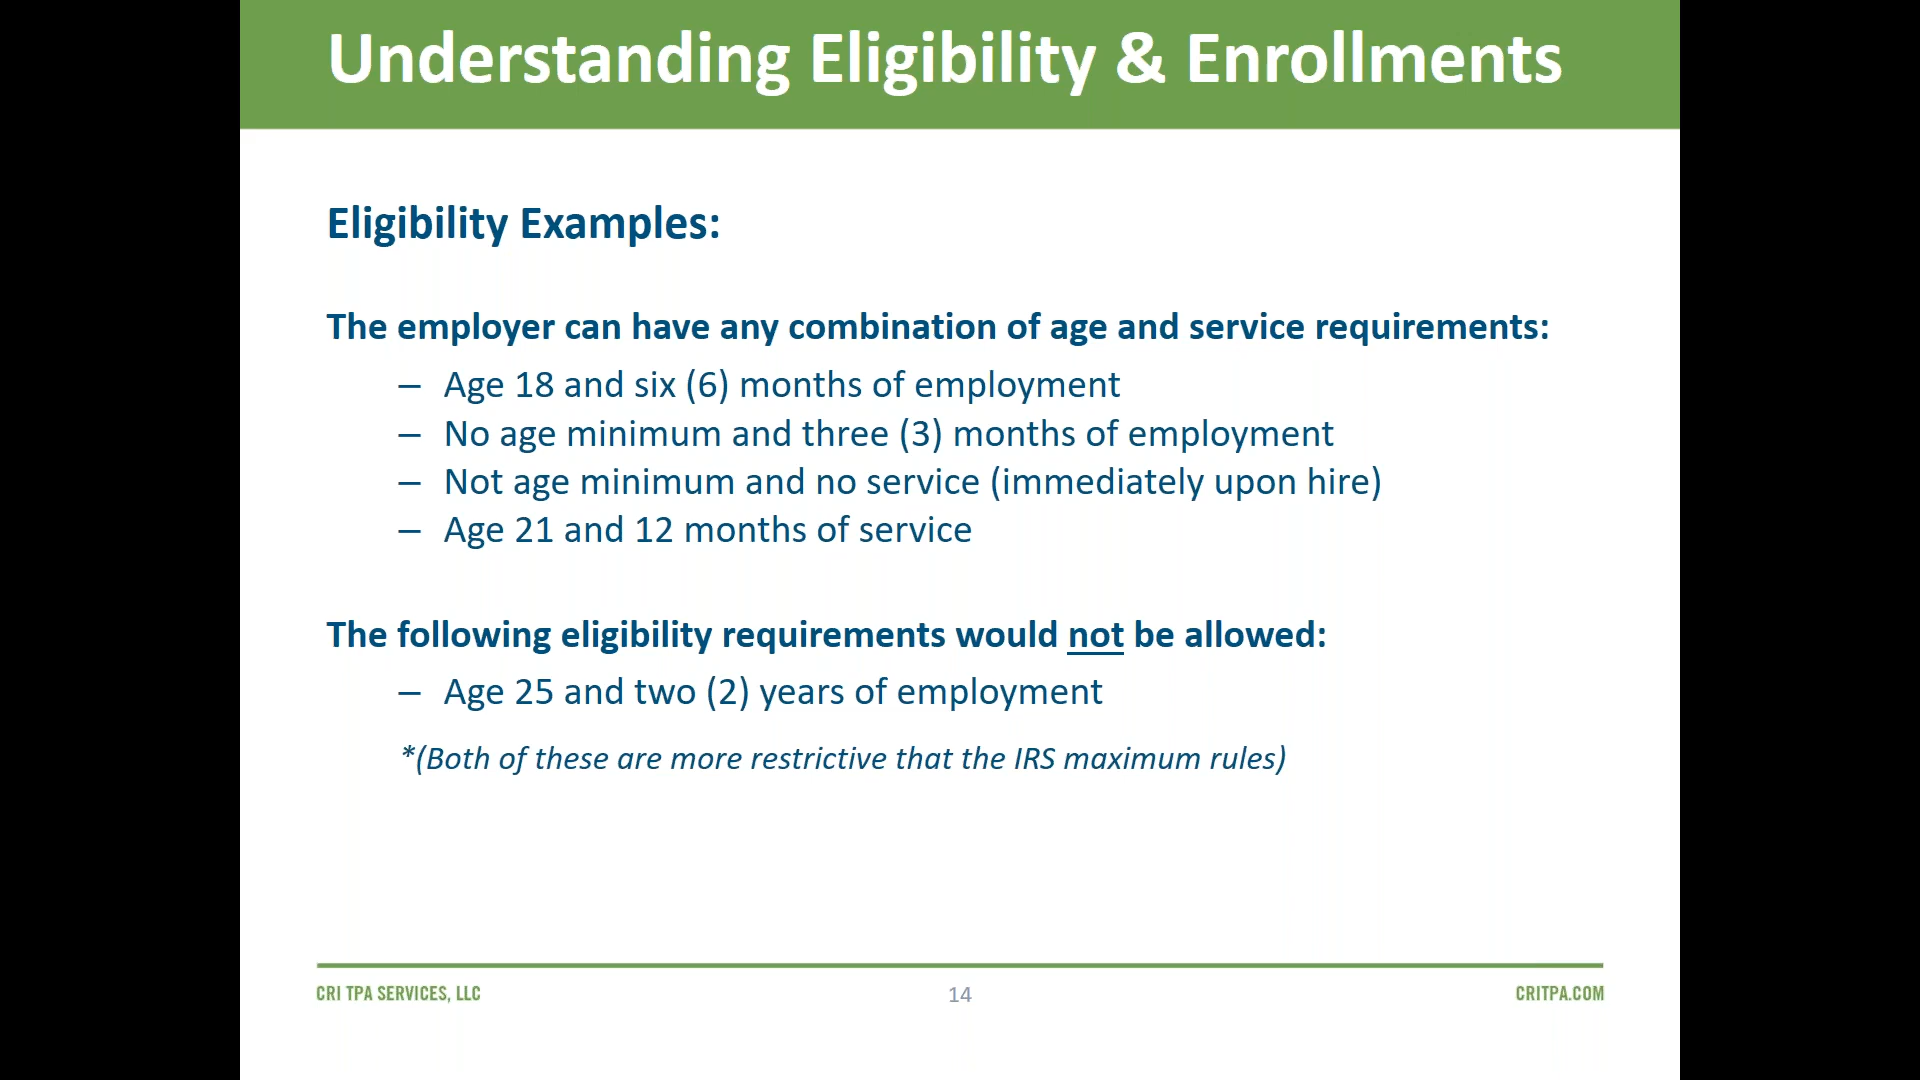 Understanding Eligibility & Enrollments
Eligibility Examples:
The employer can have any combination of age and service requirements:
– Age 18 and six (6) months of employment
– No age minimum and three (3) months of employment
– Not age minimum and no service (immediately upon hire)
– Age 21 and 12 months of service
The following eligibility requirements would not be allowed:
– Age 25 and two (2) years of employment
*(Both of these are more restrictive that the IRS maximum rules)
CRI TPA SERVICES, LLC 14 CRITPA.COM